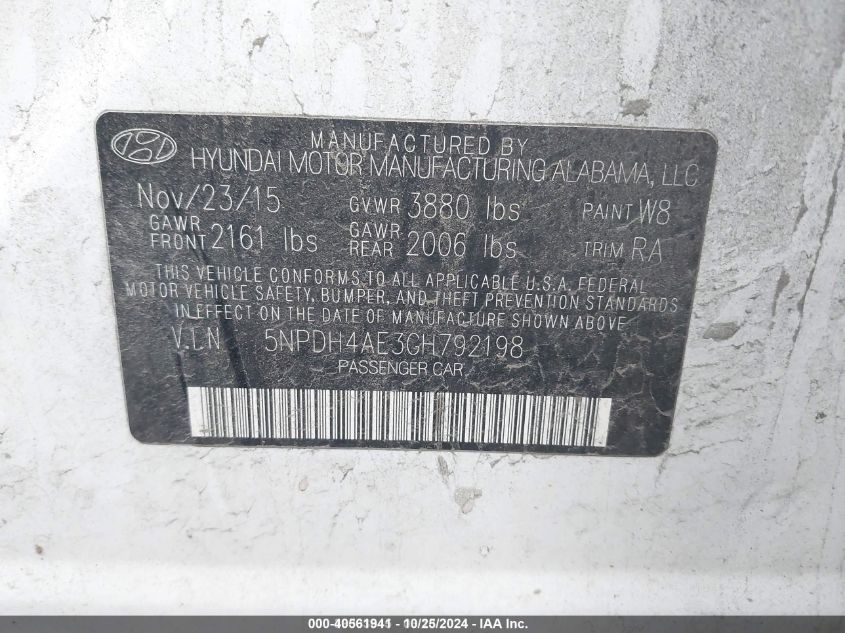 MANUFACTURED BY
HYUNDAI MOTOR MANUFACTURING ALABAMA, LLC
Nov/23/15 GVWR 3880 lbs PAINT W8
GAWR FRONT 2161 lbs GAWR REAR 2006 lbs TRIM RA
THIS VEHICLE CONFORMS TO ALL APPLICABLE U.S.A. FEDERAL
MOTOR VEHICLE SAFETY, BUMPER, AND THEFT PREVENTION STANDARDS
IN EFFECT ON THE DATE OF MANUFACTURE SHOWN ABOVE
V.I.N 5NPDH4AE3GH792198
PASSENGER CAR
000-40561941 - 10/25/2024 - IAA Inc.